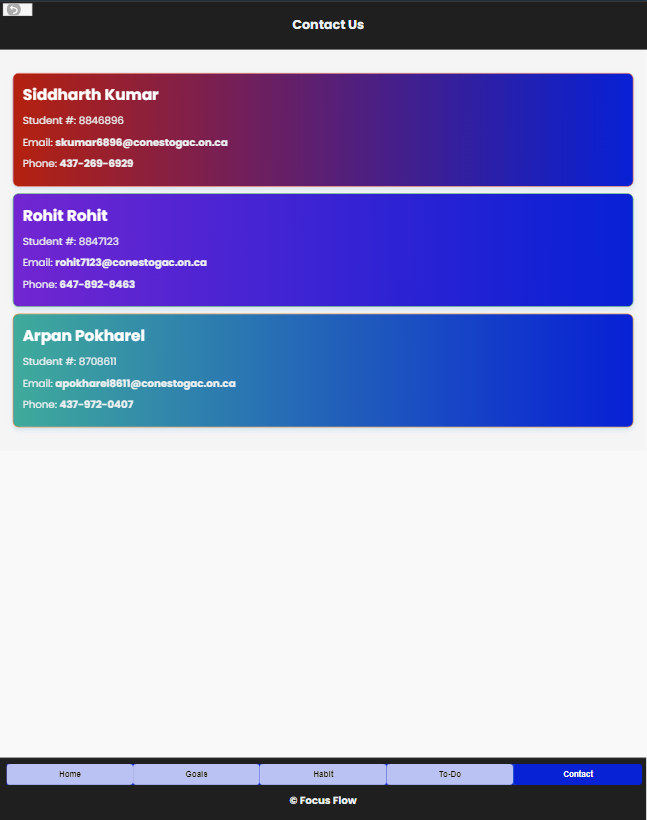 Contact Us
Siddharth Kumar
Student #: 8846896
Email: skumar6896@conestogac.on.ca
Phone: 437-269-6929
Rohit Rohit
Student #: 8847123
Email: rohit7123@conestogac.on.ca
Phone: 647-892-8463
Arpan Pokharel
Student #: 8708611
Email: apokharel8611@conestogac.on.ca
Phone: 437-972-0407
Home Goals Habit To-Do Contact
© Focus Flow